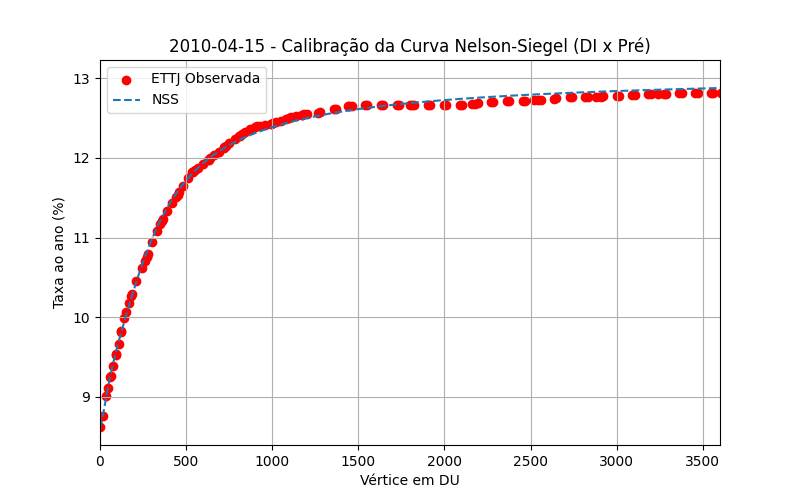 2010-04-15 - Calibração da Curva Nelson-Siegel (DI x Pré)
ETTJ Observada
NSS
Taxa ao ano (%)
13
12
11
10
9
0 500 1000 1500 2000 2500 3000 3500
Vértice em DU